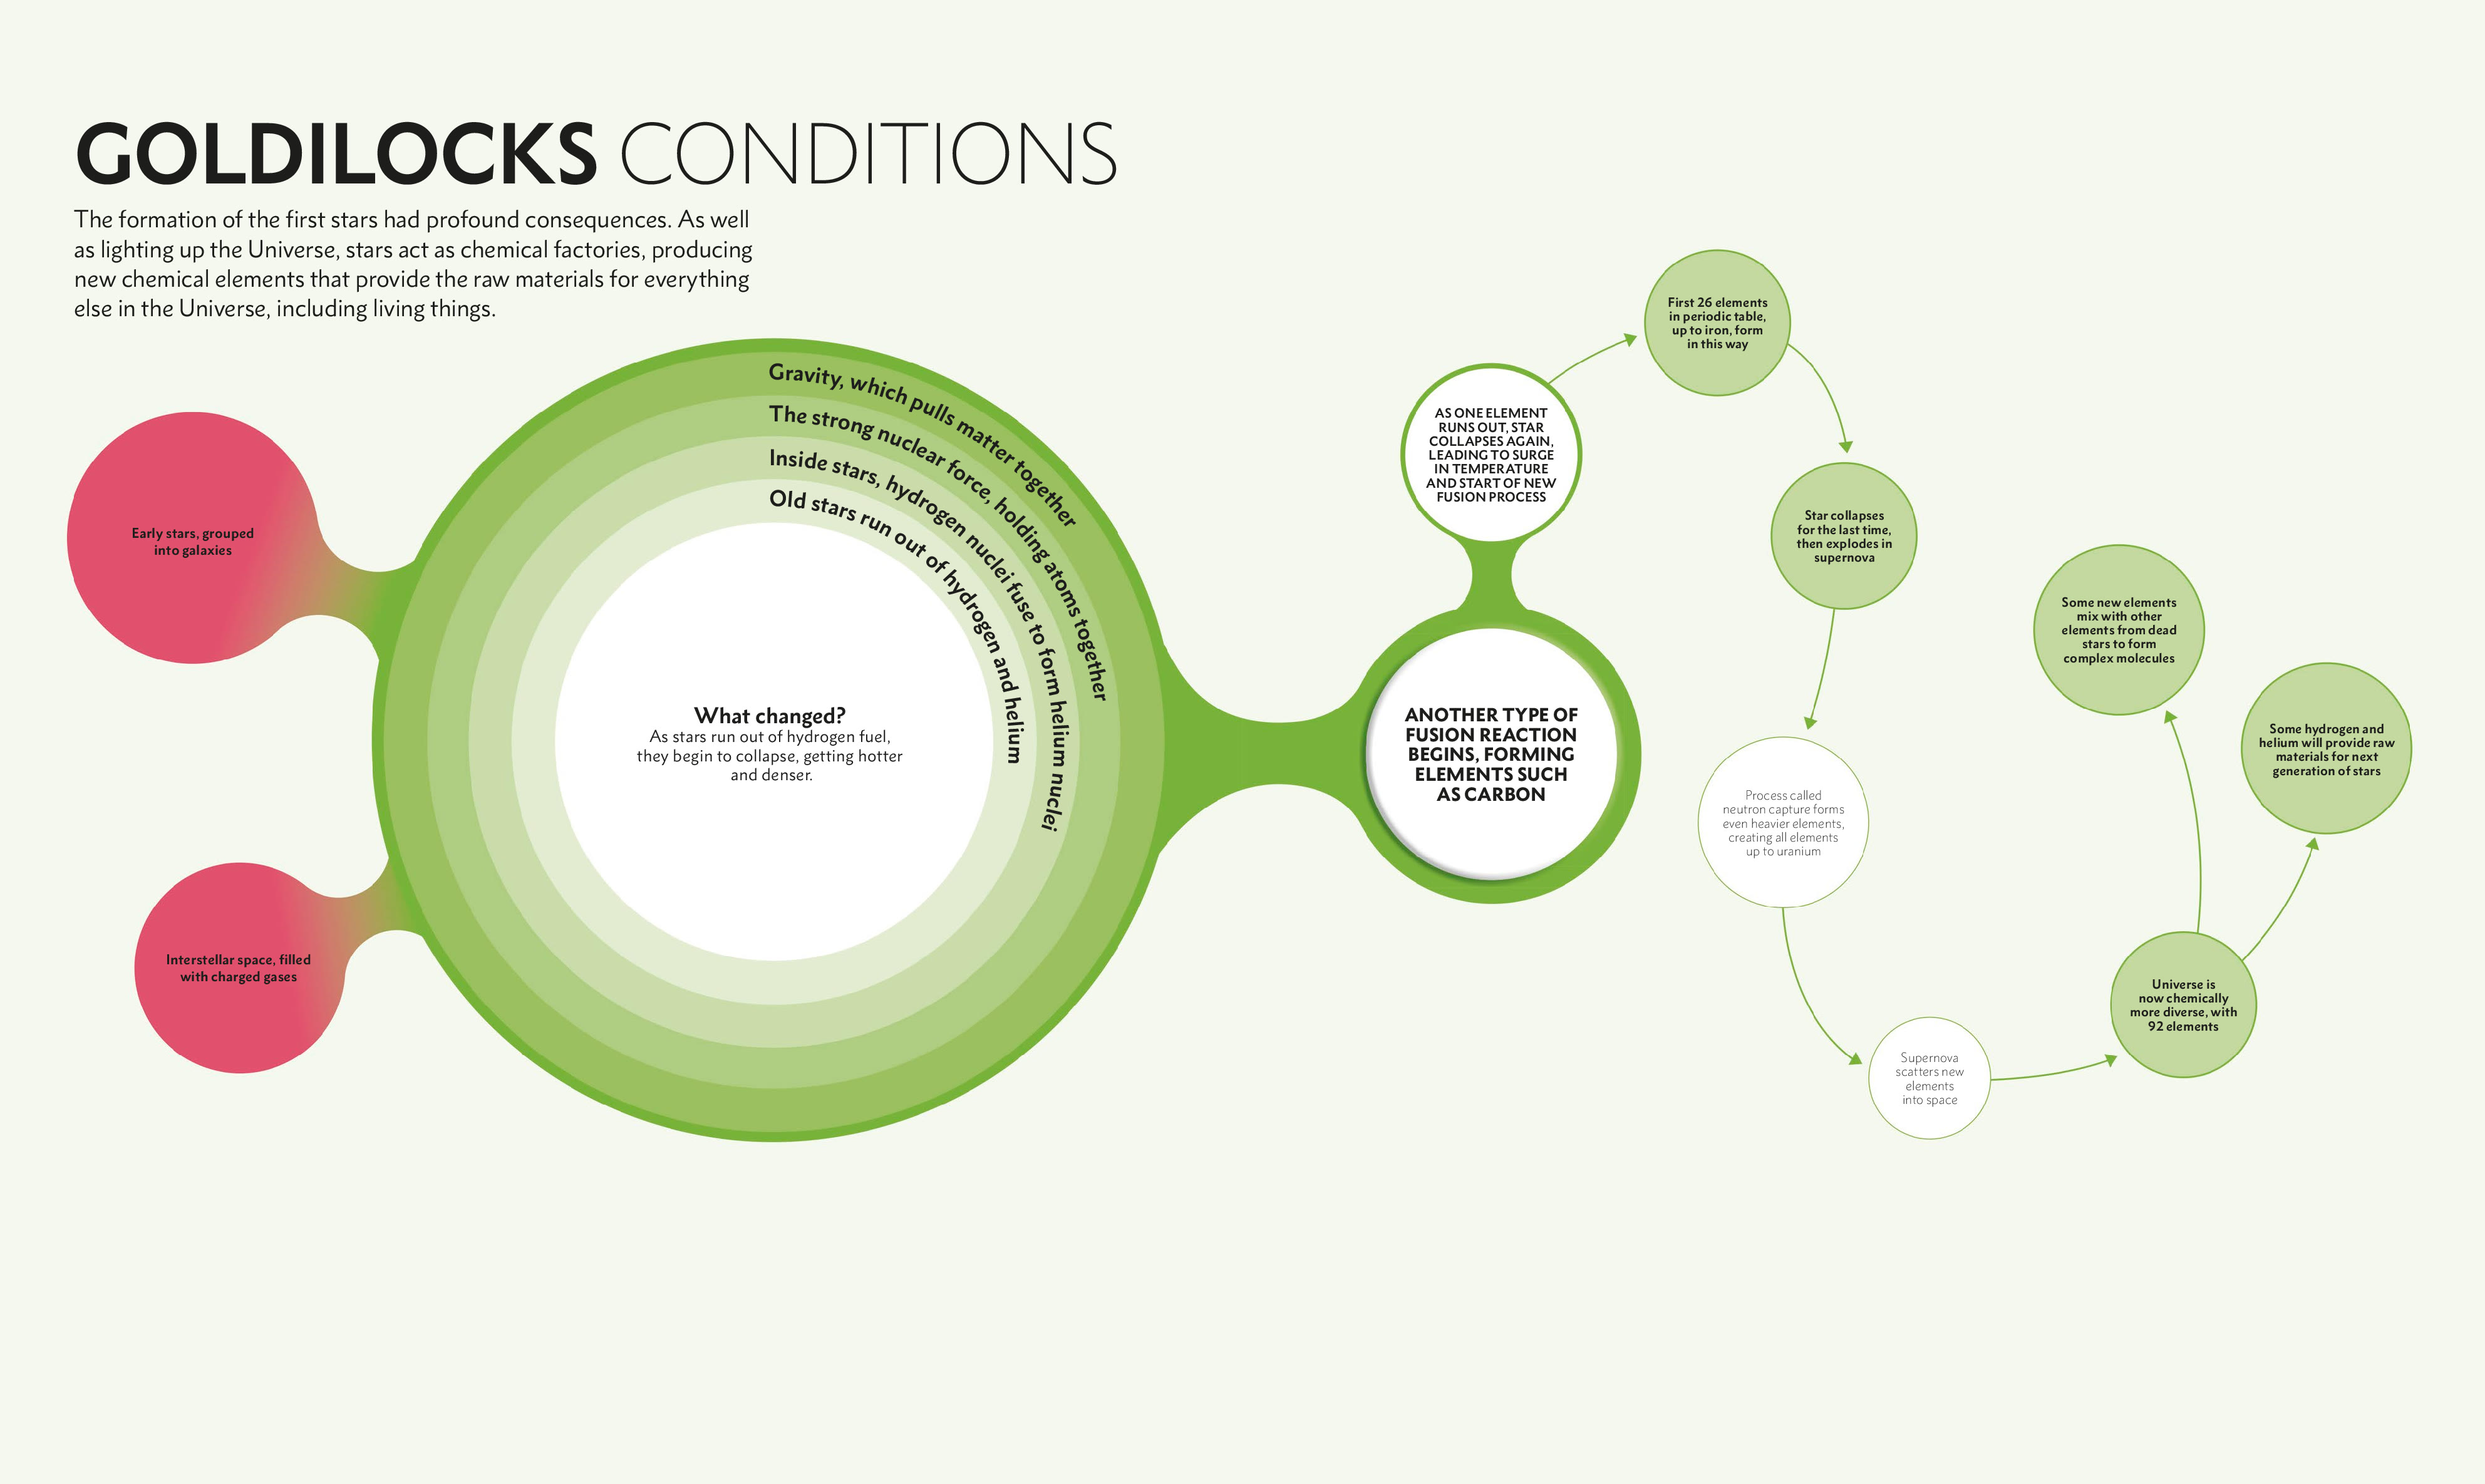 GOLDILOCKS CONDITIONS
The formation of the first stars had profound consequences. As well
as lighting up the Universe, stars act as chemical factories, producing
new chemical elements that provide the raw materials for everything
else in the Universe, including living things.
Early stars, grouped
into galaxies
Interstellar space, filled
with charged gases
Gravity, which pulls matter together
The strong nuclear force, holding atoms together
Inside stars, hydrogen nuclei fuse to form helium nuclei
Old stars run out of hydrogen and helium
What changed?
As stars run out of hydrogen fuel,
they begin to collapse, getting hotter
and denser.
ANOTHER TYPE OF
FUSION REACTION
BEGINS, FORMING
ELEMENTS SUCH
AS CARBON
AS ONE ELEMENT
RUNS OUT, STAR
COLLAPSES AGAIN,
LEADING TO SURGE
IN TEMPERATURE
AND START OF NEW
FUSION PROCESS
First 26 elements
in periodic table,
up to iron, form
in this way
Star collapses
for the last time,
then explodes in
supernova
Process called
neutron capture forms
even heavier elements,
creating all elements
up to uranium
Supernova
scatters new
elements
into space
Universe is
now chemically
more diverse, with
92 elements
Some new elements
mix with other
elements from dead
stars to form
complex molecules
Some hydrogen and
helium will provide raw
materials for next
generation of stars